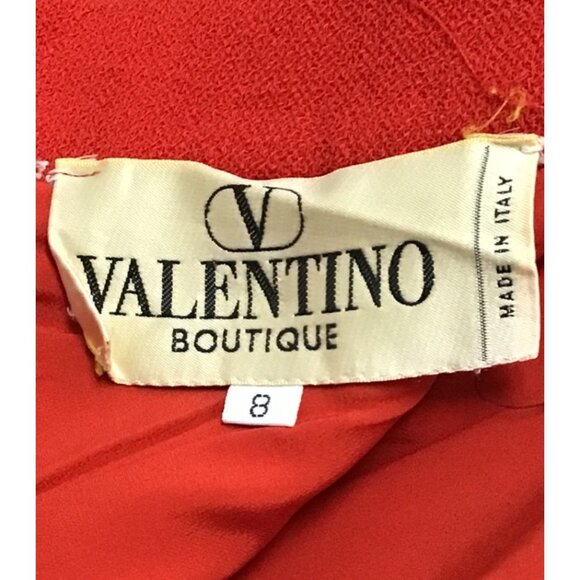 V
VALENTINO
BOUTIQUE
MADE IN ITALY
8